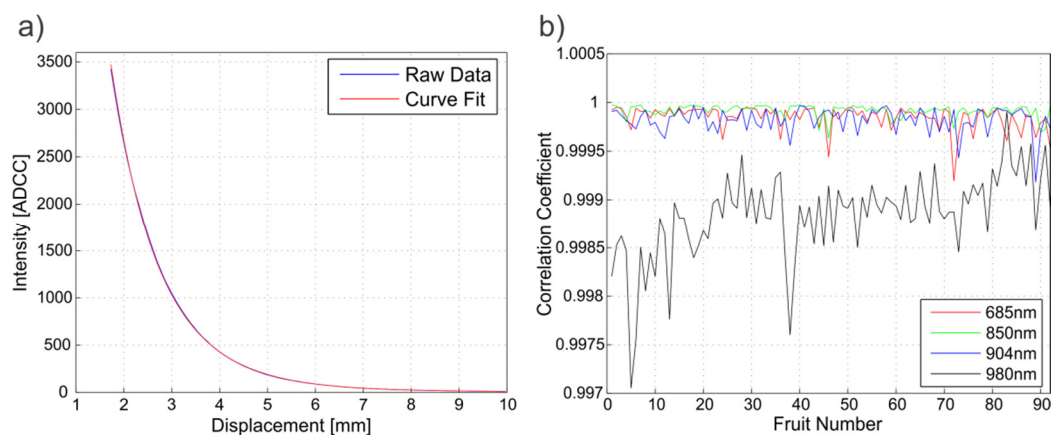 a)
3500
3000
2500
2000
1500
1000
500
0
Intensity [ADCC]
1 2 3 4 5 6 7 8 9 10
Displacement [mm]
Raw Data
Curve Fit
b)
1.0005
1
0.9995
0.999
0.9985
0.998
0.9975
0.997
Correlation Coefficient
0 10 20 30 40 50 60 70 80 90
Fruit Number
685nm
850nm
904nm
980nm